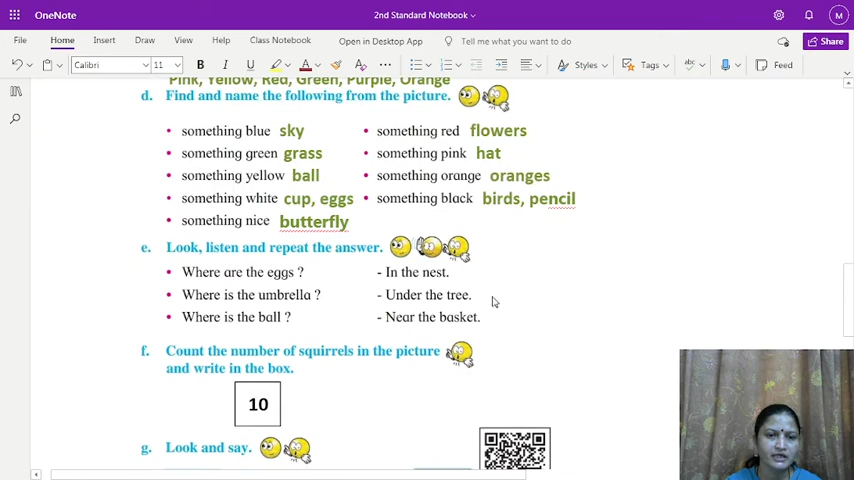 OneNote
2nd Standard Notebook
M
File
Home
Insert
Draw
View
Help
Class Notebook
Open in Desktop App
Tell me what you want to do
Share
Calibri
11
B
I
U
A
...
Styles
Tags
abc
Feed
Pink, Yellow, Red, Green, Purple, Orange
d. Find and name the following from the picture.
• something blue sky • something red flowers
• something green grass something pink hat
• something yellow ball • something orange oranges
• something white cup, eggs • something black birds, pencil
• something nice butterfly
e. Look, listen and repeat the answer.
• Where are the eggs ? - In the nest.
• Where is the umbrella ? - Under the tree.
• Where is the ball ? - Near the basket.
f. Count the number of squirrels in the picture
and write in the box.
10
g. Look and say.